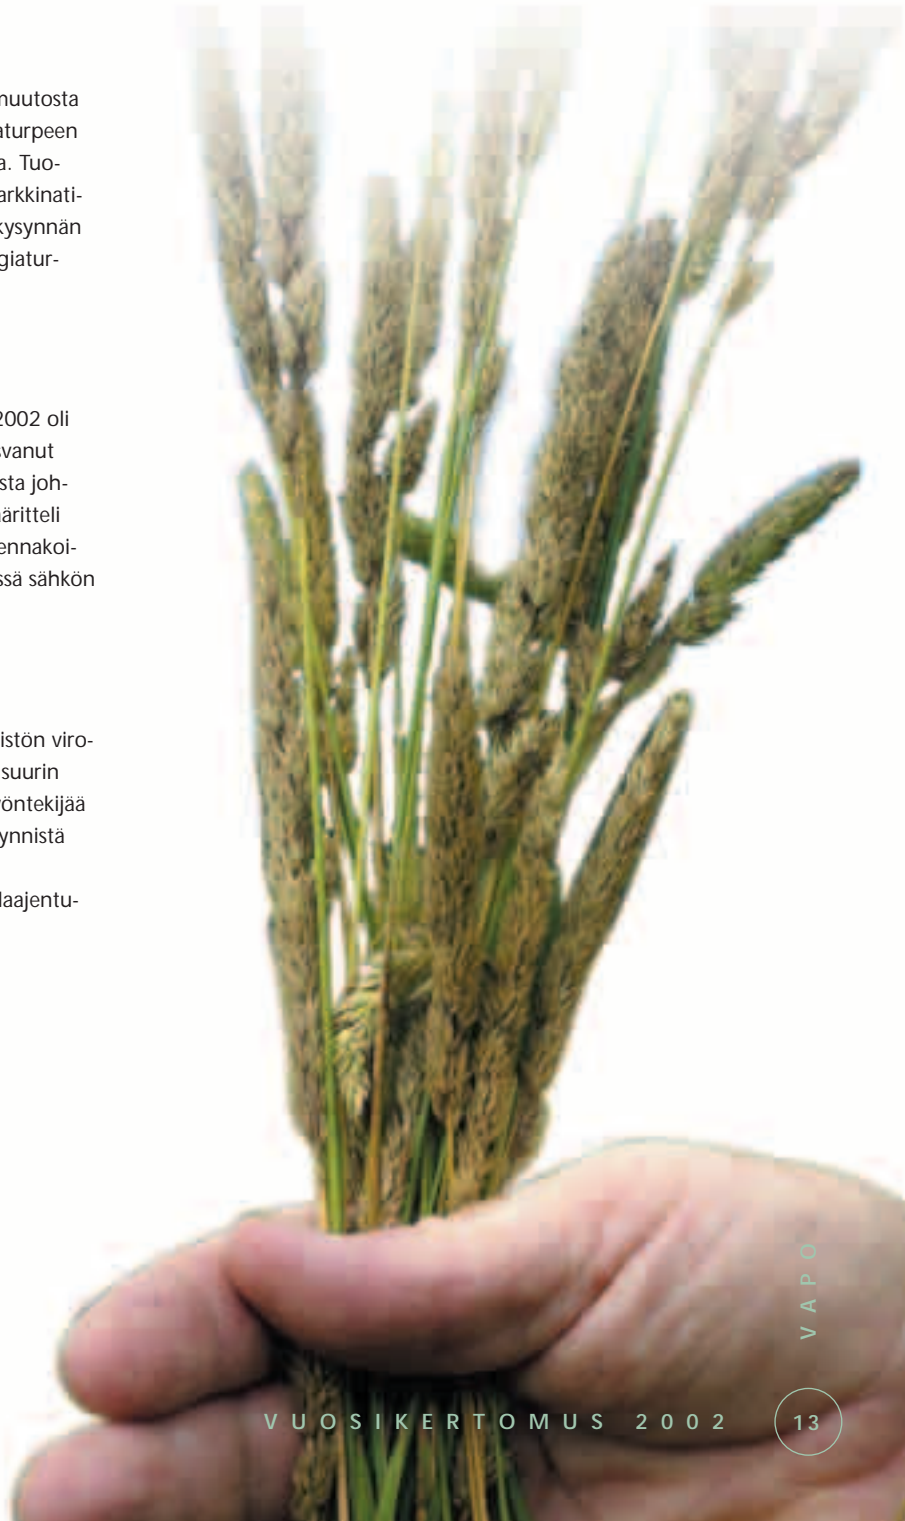 muutosta
aturpeen
a. Tuo-
arkkinati-
kysynnän
giatur-
2002 oli
svanut
sta joh-
äritteli
ennakoi-
ssä sähkön
istön viro-
suurin
öntekijää
ynnistä
laajentu-
VAPO
VUOSIKERTOMUS 2002
13